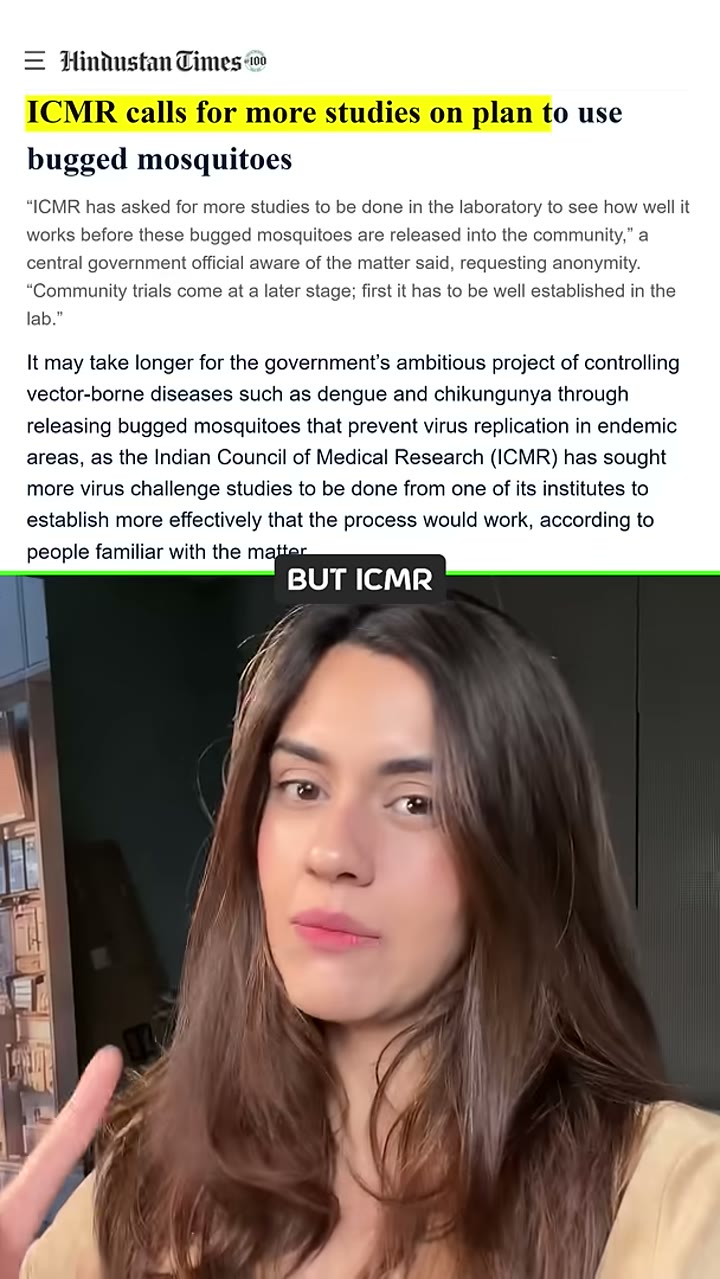 Hindustan Times 100
ICMR calls for more studies on plan to use
bugged mosquitoes
“ICMR has asked for more studies to be done in the laboratory to see how well it
works before these bugged mosquitoes are released into the community,” a
central government official aware of the matter said, requesting anonymity.
“Community trials come at a later stage; first it has to be well established in the
lab.”
It may take longer for the government’s ambitious project of controlling
vector-borne diseases such as dengue and chikungunya through
releasing bugged mosquitoes that prevent virus replication in endemic
areas, as the Indian Council of Medical Research (ICMR) has sought
more virus challenge studies to be done from one of its institutes to
establish more effectively that the process would work, according to
people familiar with the matter
BUT ICMR